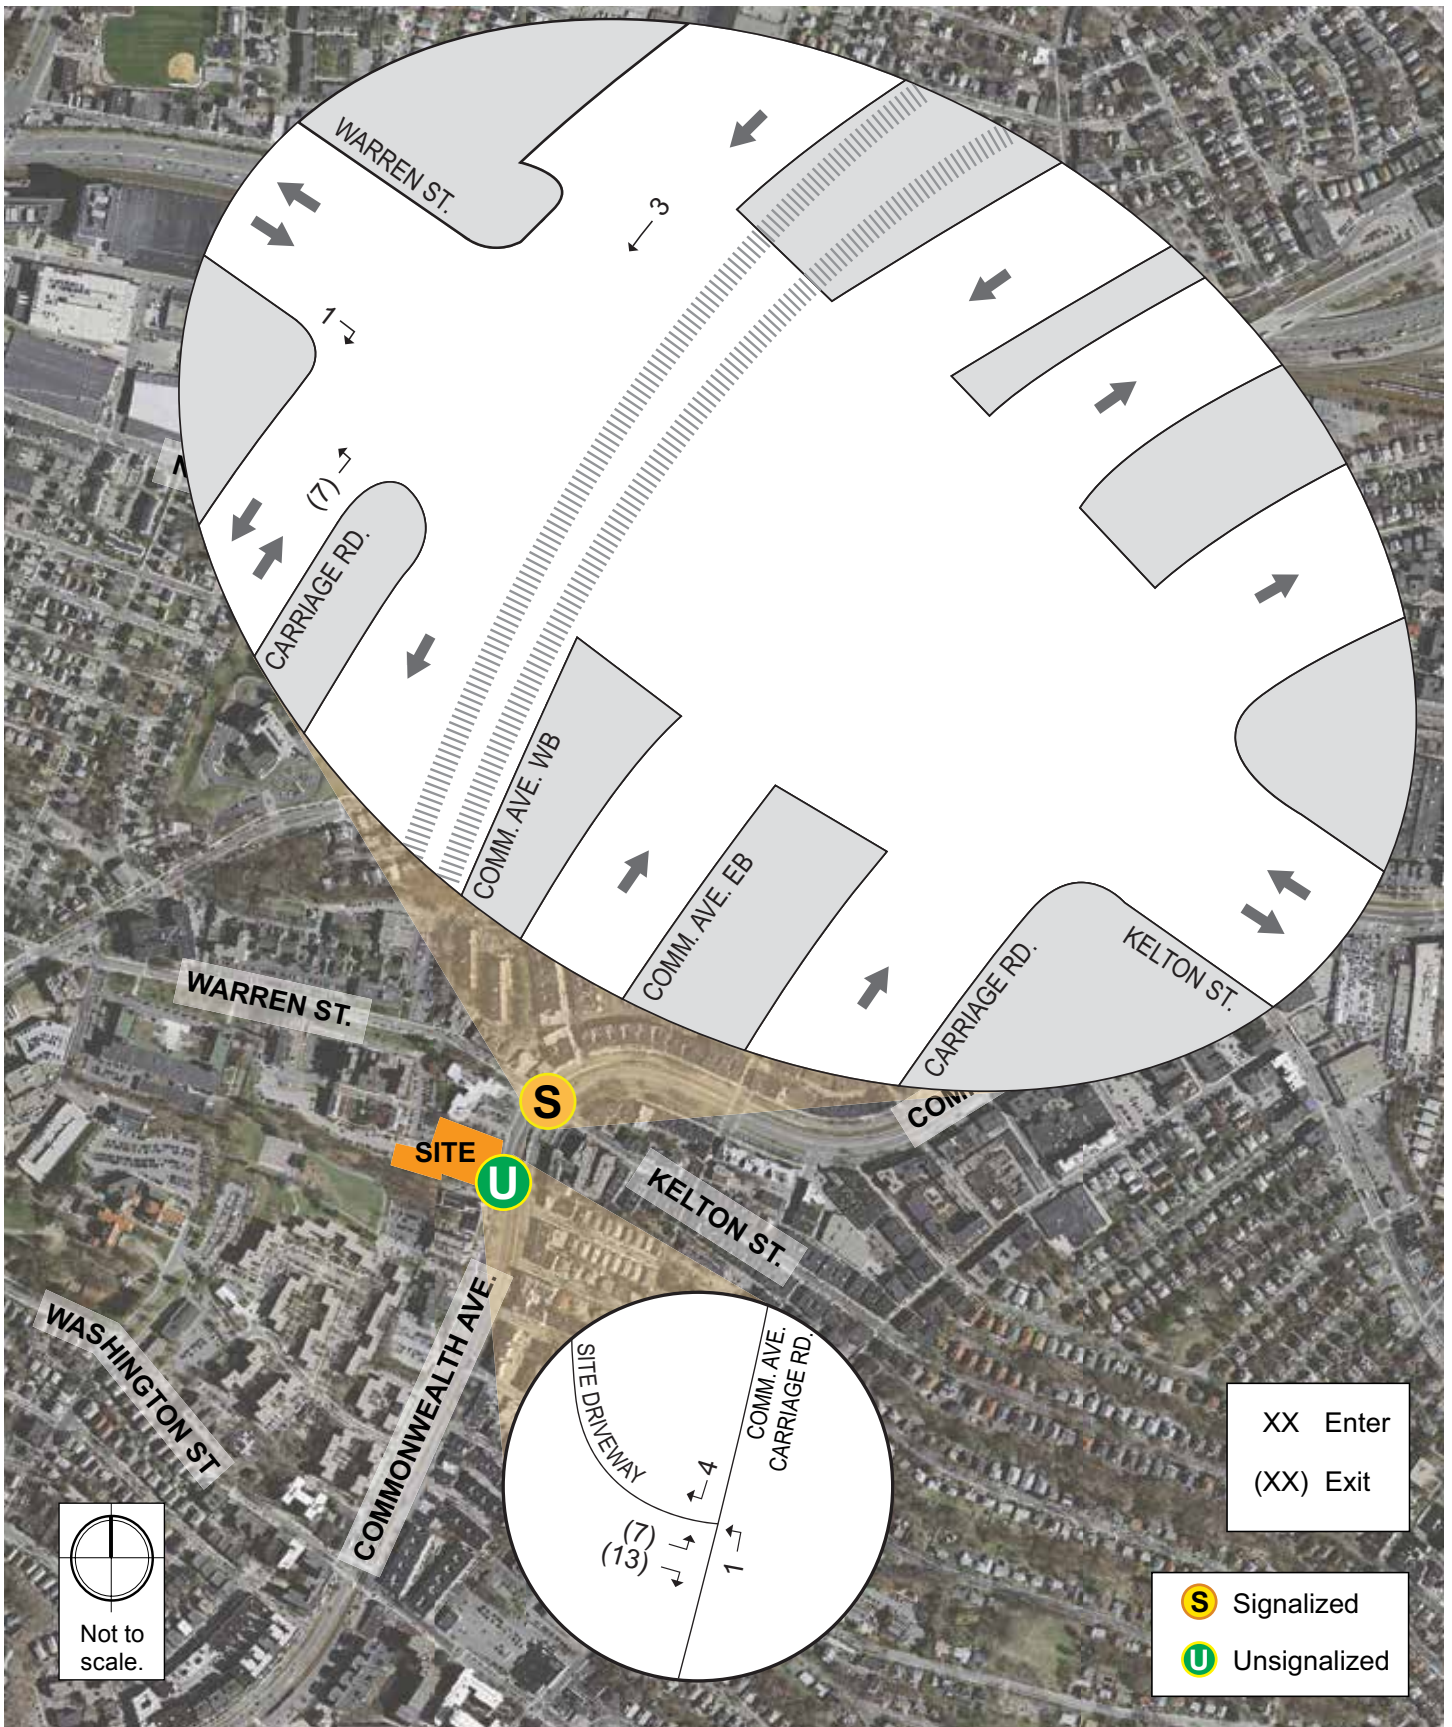 WARREN ST.
3
1
(7)
CARRIAGE RD.
COMM. AVE. WB
COMM. AVE. EB
CARRIAGE RD.
KELTON ST.
WARREN ST.
S
SITE
U
KELTON ST.
WASHINGTON ST
COMMONWEALTH AVE.
SITE DRIVEWAY
COMM. AVE.
CARRIAGE RD.
4
(7)
(13)
1
XX Enter
(XX) Exit
S Signalized
U Unsignalized
Not to
scale.